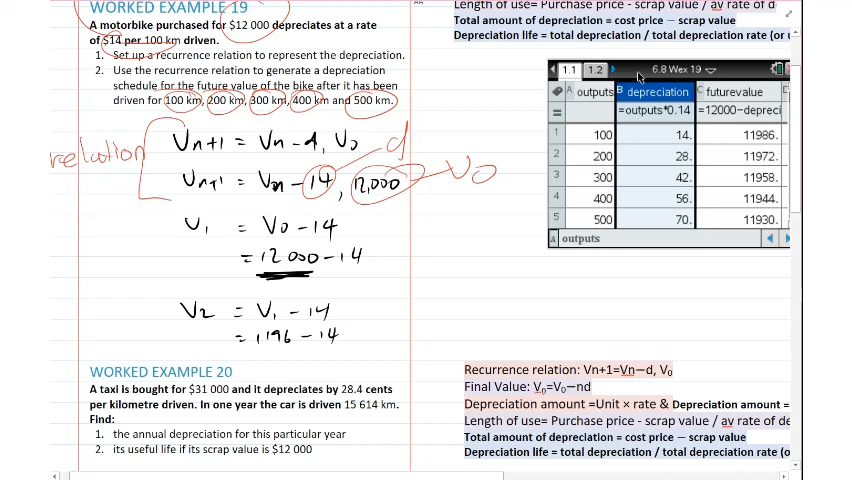 WORKED EXAMPLE 19
A motorbike purchased for $12 000 depreciates at a rate
of $14 per 100 km driven.
1. Set up a recurrence relation to represent the depreciation.
2. Use the recurrence relation to generate a depreciation
schedule for the future value of the bike after it has been
driven for 100 km, 200 km, 300 km, 400 km and 500 km.
relation
Vn+1 = Vn - d, V0
d
Vn+1 = Vn - 14, 12,000
V0
V1 = V0 - 14
= 12 000 - 14
V2 = V1 - 14
= 1196 - 14
Length of use= Purchase price - scrap value / av rate of d
Total amount of depreciation = cost price − scrap value
Depreciation life = total depreciation / total depreciation rate (or u
1.1 1.2 6.8 Wex 19
A outputs B depreciation C futurevalue D
= =outputs*0.14 =12000-depreci
1 100 14. 11986.
2 200 28. 11972.
3 300 42. 11958.
4 400 56. 11944.
5 500 70. 11930.
A outputs
WORKED EXAMPLE 20
A taxi is bought for $31 000 and it depreciates by 28.4 cents
per kilometre driven. In one year the car is driven 15 614 km.
Find:
1. the annual depreciation for this particular year
2. its useful life if its scrap value is $12 000
Recurrence relation: Vn+1=Vn−d, V0
Final Value: V0=V0−nd
Depreciation amount =Unit × rate & Depreciation amount =
Length of use= Purchase price - scrap value / av rate of de
Total amount of depreciation = cost price − scrap value
Depreciation life = total depreciation / total depreciation rate (o